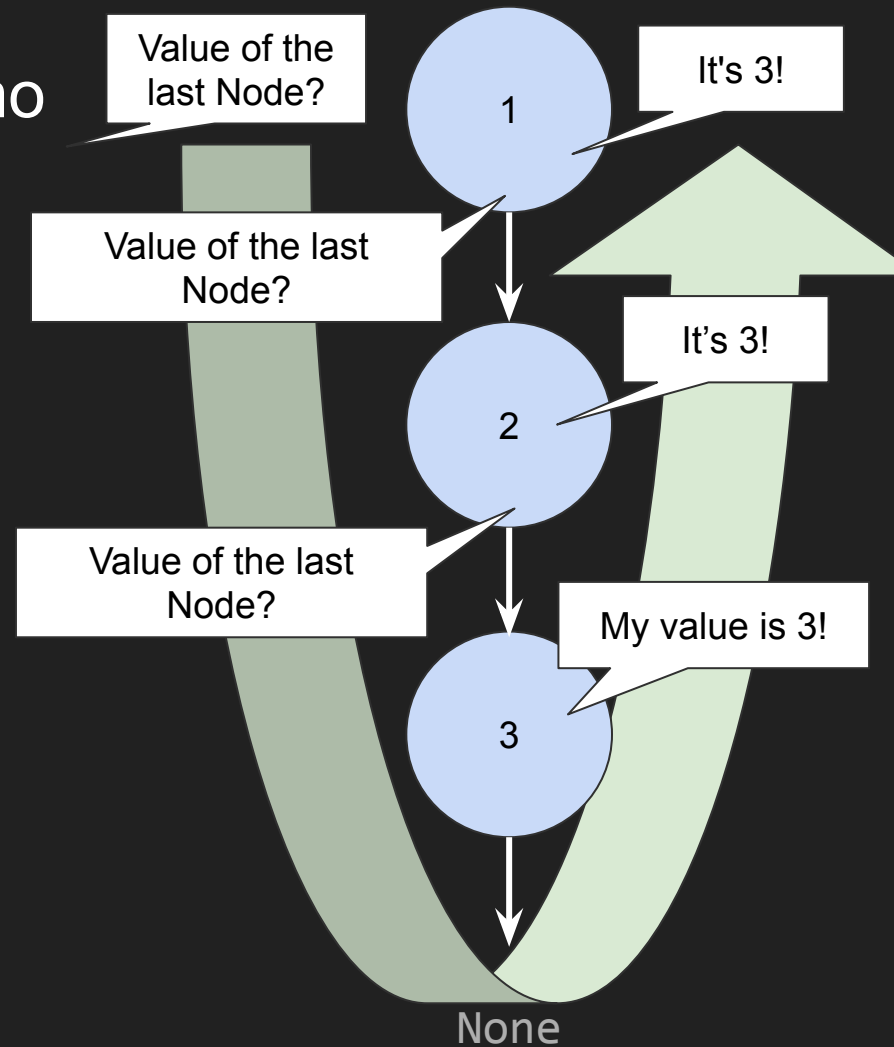 Value of the
last Node?
no
1
It's 3!
Value of the last
Node?
2
It’s 3!
Value of the last
Node?
My value is 3!
3
None